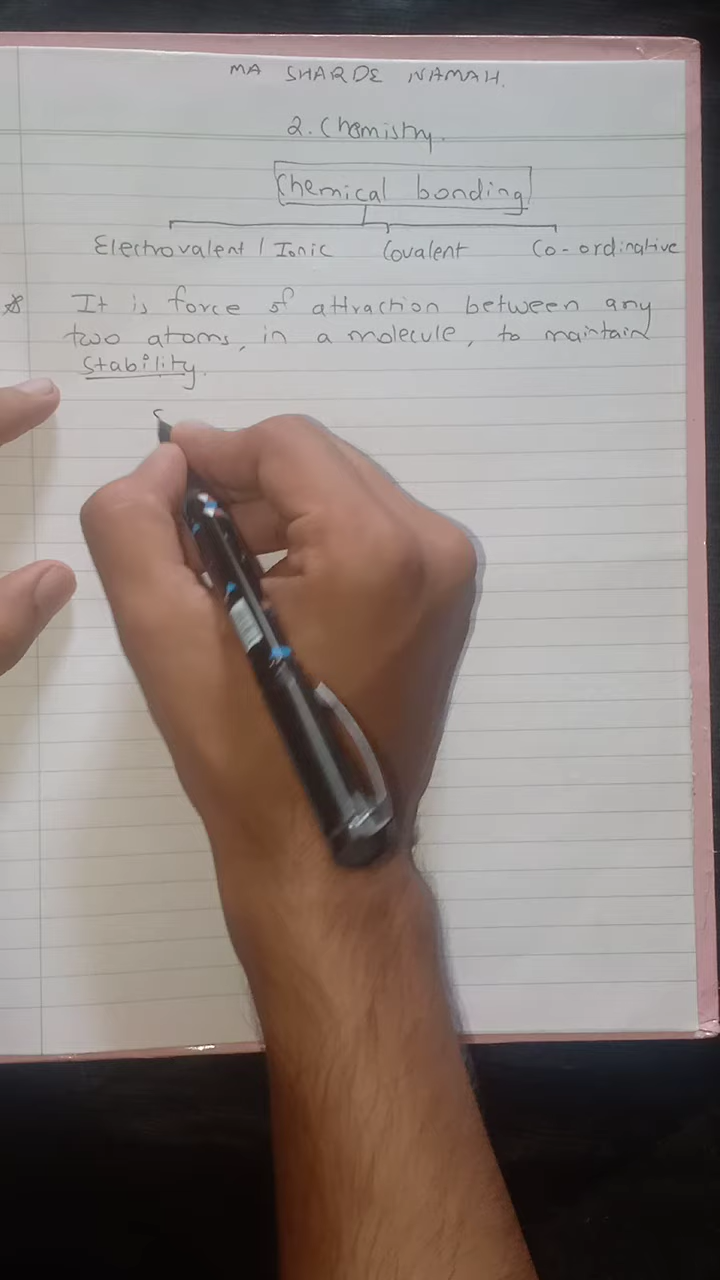 MA SHARDE NAMAH.
2. Chemistry.
Chemical bonding
Electrovalent / Ionic Covalent Co-ordinative
It is force of attraction between any
two atoms, in a molecule, to maintain
stability.